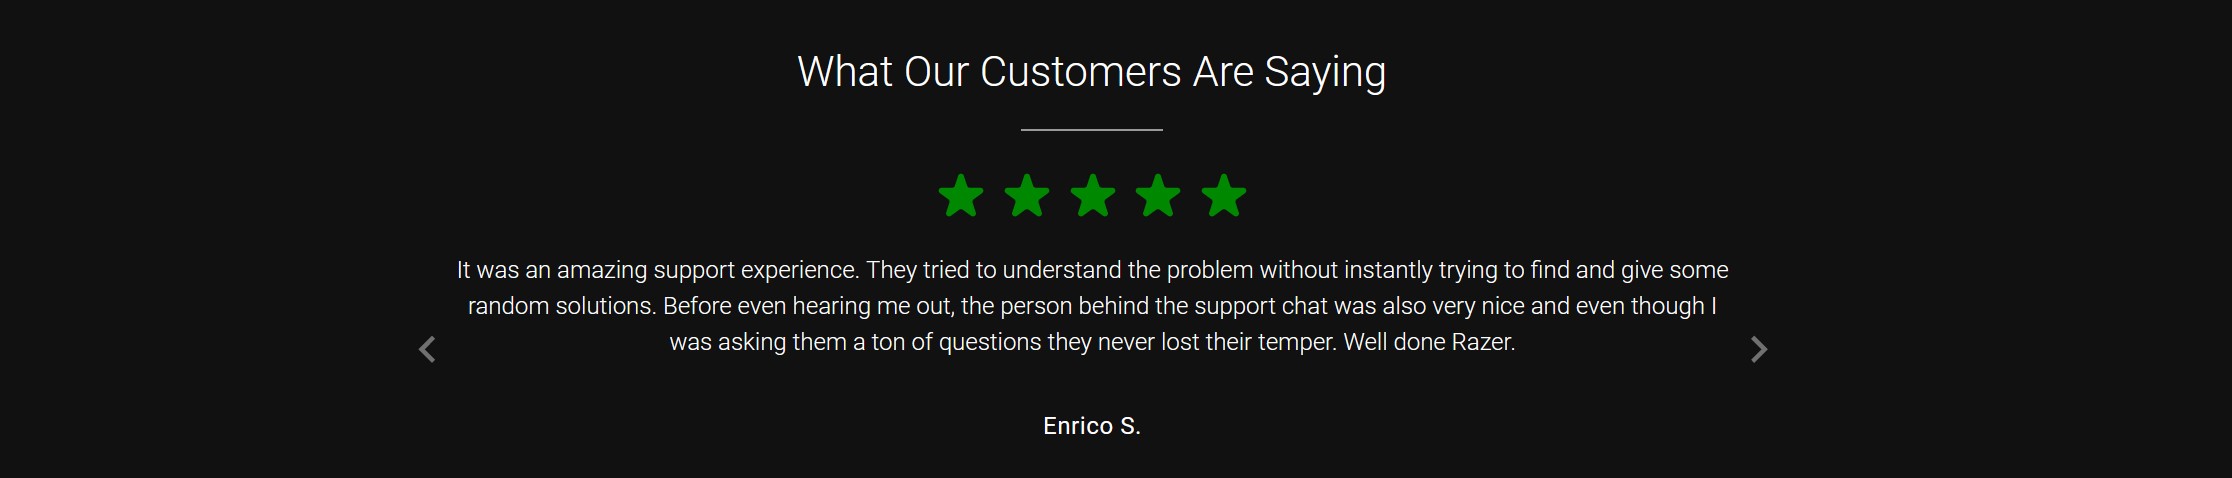 What Our Customers Are Saying
It was an amazing support experience. They tried to understand the problem without instantly trying to find and give some
random solutions. Before even hearing me out, the person behind the support chat was also very nice and even though I
was asking them a ton of questions they never lost their temper. Well done Razer.
Enrico S.